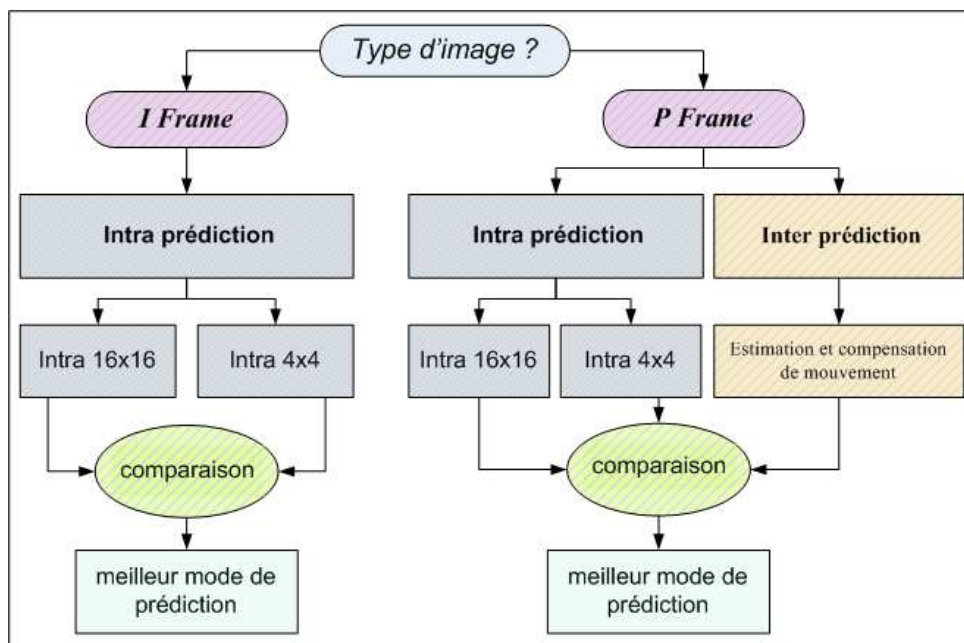 Type d'image ?
I Frame
P Frame
Intra prédiction
Intra prédiction
Inter prédiction
Intra 16x16
Intra 4x4
Intra 16x16
Intra 4x4
Estimation et compensation
de mouvement
comparaison
comparaison
meilleur mode de
prédiction
meilleur mode de
prédiction